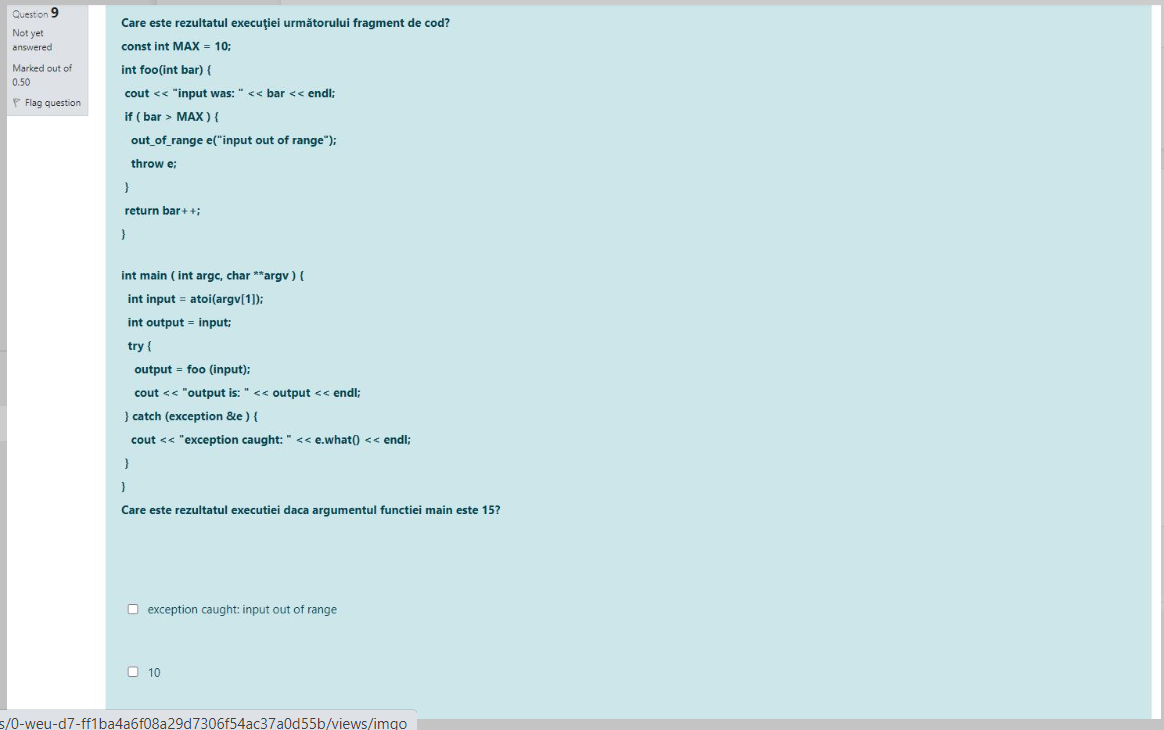 Question 9
Not yet
answered
Marked out of
0.50
Flag question
Care este rezultatul execuţiei următorului fragment de cod?
const int MAX = 10;
int foo(int bar) {
cout << "input was: " << bar << endl;
if ( bar > MAX ) {
out_of_range e("input out of range");
throw e;
}
return bar++;
}
int main ( int argc, char **argv ) {
int input = atoi(argv[1]);
int output = input;
try {
output = foo (input);
cout << "output is: " << output << endl;
} catch (exception &e ) {
cout << "exception caught: " << e.what() << endl;
}
}
Care este rezultatul executiei daca argumentul functiei main este 15?
exception caught: input out of range
10
s/0-weu-d7-ff1ba4a6f08a29d7306f54ac37a0d55b/views/imgo